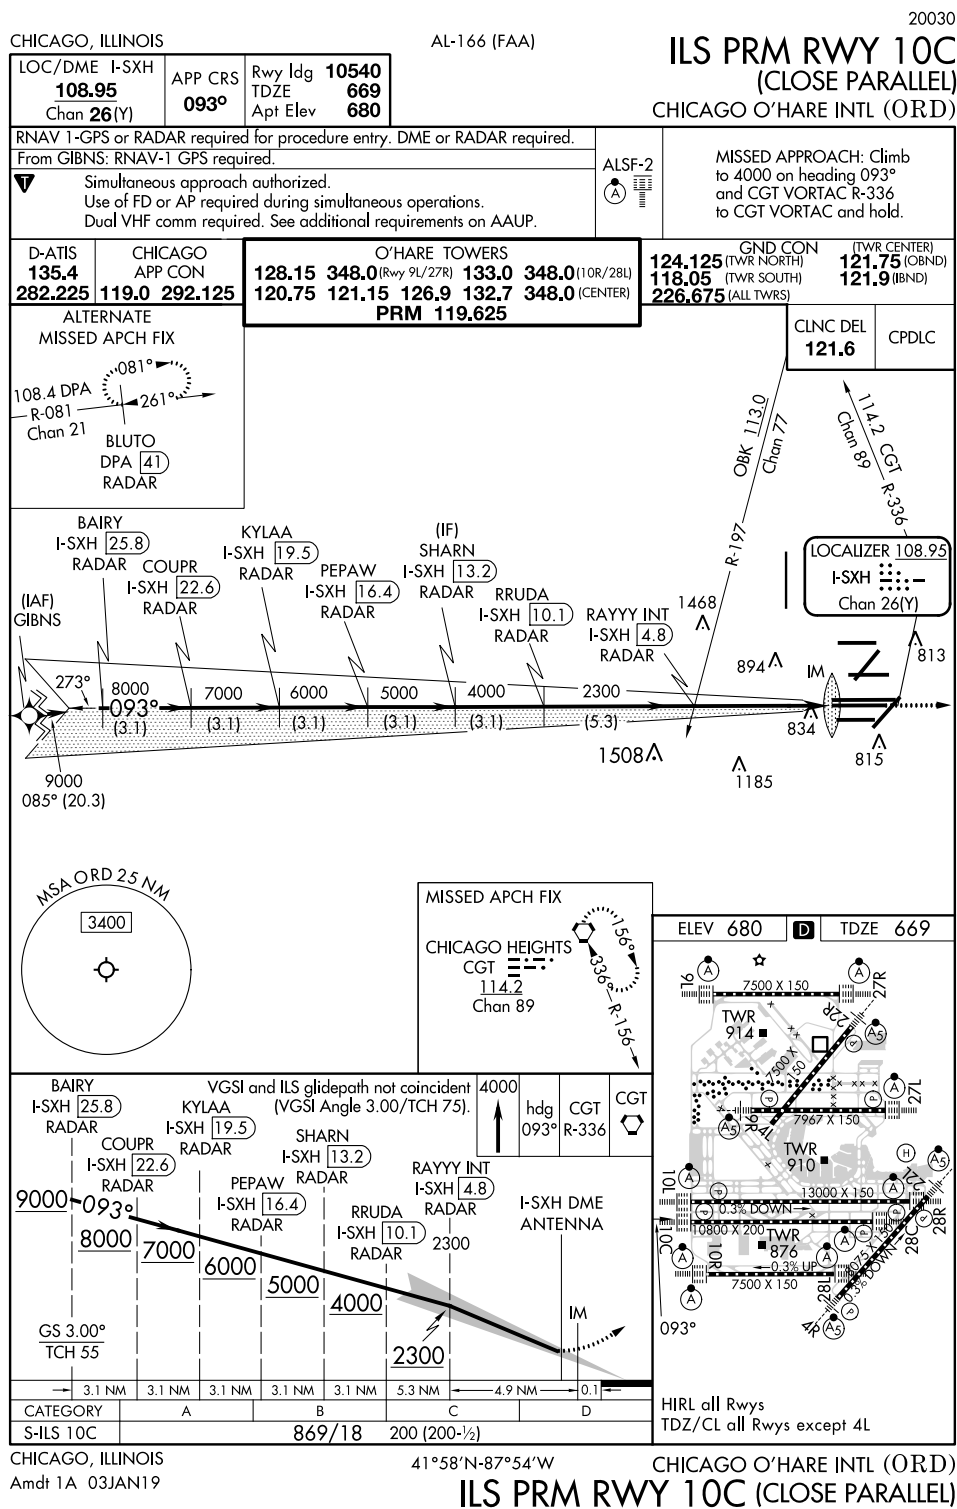 20030
CHICAGO, ILLINOIS
AL-166 (FAA)
ILS PRM RWY 10C
(CLOSE PARALLEL)
CHICAGO O'HARE INTL (ORD)
LOC/DME I-SXH
108.95
Chan 26(Y)
APP CRS
093°
Rwy ldg 10540
TDZE 669
Apt Elev 680
RNAV 1-GPS or RADAR required for procedure entry. DME or RADAR required.
From GIBNS: RNAV-1 GPS required.
T
Simultaneous approach authorized.
Use of FD or AP required during simultaneous operations.
Dual VHF comm required. See additional requirements on AAUP.
ALSF-2
A
MISSED APPROACH: Climb
to 4000 on heading 093°
and CGT VORTAC R-336
to CGT VORTAC and hold.
D-ATIS
135.4
282.225
CHICAGO
APP CON
119.0 292.125
O'HARE TOWERS
128.15 348.0 (Rwy 9L/27R) 133.0 348.0 (10R/28L)
120.75 121.15 126.9 132.7 348.0 (CENTER)
PRM 119.625
GND CON
124.125 (TWR NORTH)
118.05 (TWR SOUTH)
226.675 (ALL TWRS)
(TWR CENTER)
121.75 (OBND)
121.9 (IBND)
CLNC DEL
121.6
CPDLC
ALTERNATE
MISSED APCH FIX
081°
261°
108.4 DPA
R-081
Chan 21
BLUTO
DPA 41
RADAR
OBK 113.0
Chan 77
R-197
114.2 CGT
Chan 89
R-336
LOCALIZER 108.95
I-SXH
Chan 26(Y)
BAIRY
I-SXH 25.8
RADAR
COUPR
I-SXH 22.6
RADAR
KYLAA
I-SXH 19.5
RADAR
PEPAW
I-SXH 16.4
RADAR
(IF)
SHARN
I-SXH 13.2
RADAR
RRUDA
I-SXH 10.1
RADAR
RAYYY INT
I-SXH 4.8
RADAR
(IAF)
GIBNS
1468
894
IM
813
273°
8000
7000
6000
5000
4000
2300
093°
(3.1)
(3.1)
(3.1)
(3.1)
(3.1)
(5.3)
834
815
1508
1185
9000
085° (20.3)
MSA ORD 25 NM
3400
MISSED APCH FIX
CHICAGO HEIGHTS
CGT
114.2
Chan 89
156°
336°
R-156
ELEV 680
D
TDZE 669
9L
A
7500 X 150
A
27R
TWR
914
22R
A5
P
7500 X
150
P
A
27L
A5
9R
4L
7967 X 150
P
TWR
910
H
A5
22L
10L
A
P
13000 X 150
A
28R
0.3% DOWN
P
P
P
10C
10800 X 200
28C
TWR
876
A
P
A
A
10R
0.3% UP
A
8075 X 150
0.3% DOWN
7500 X 150
28L
A
P
4R
A5
093°
HIRL all Rwys
TDZ/CL all Rwys except 4L
VGSI and ILS glidepath not coincident
(VGSI Angle 3.00/TCH 75).
4000
hdg
093°
CGT
R-336
CGT
BAIRY
I-SXH 25.8
RADAR
COUPR
I-SXH 22.6
RADAR
KYLAA
I-SXH 19.5
RADAR
PEPAW
I-SXH 16.4
RADAR
SHARN
I-SXH 13.2
RADAR
RRUDA
I-SXH 10.1
RADAR
RAYYY INT
I-SXH 4.8
RADAR
2300
I-SXH DME
ANTENNA
9000
093°
8000
7000
6000
5000
4000
2300
IM
GS 3.00°
TCH 55
3.1 NM
3.1 NM
3.1 NM
3.1 NM
3.1 NM
5.3 NM
4.9 NM
0.1
CATEGORY A B C D
S-ILS 10C 869/18 200 (200-½)
CHICAGO, ILLINOIS
Amdt 1A 03JAN19
41°58'N-87°54'W
CHICAGO O'HARE INTL (ORD)
ILS PRM RWY 10C (CLOSE PARALLEL)